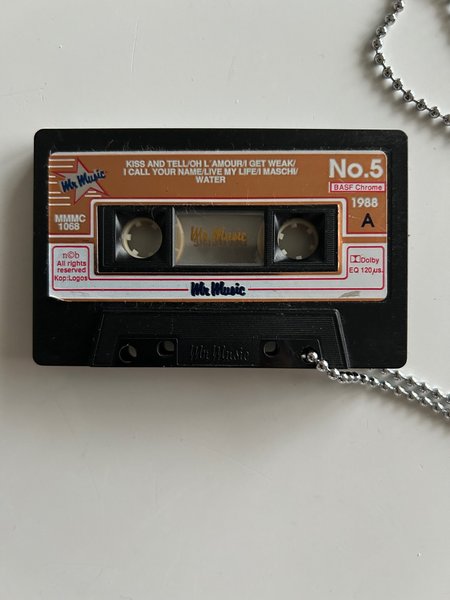 KISS AND TELL/OH L´AMOUR/I GET WEAK/
I CALL YOUR NAME/LIVE MY LIFE/I MASCHI/
WATER
No.5
BASF Chrome
Mr Music
MMMC
1068
1988
A
Mr. Music
n©b
All rights
reserved
Kop:Logos
Dolby
EQ 120 µs.
Mr Music
Mr Music